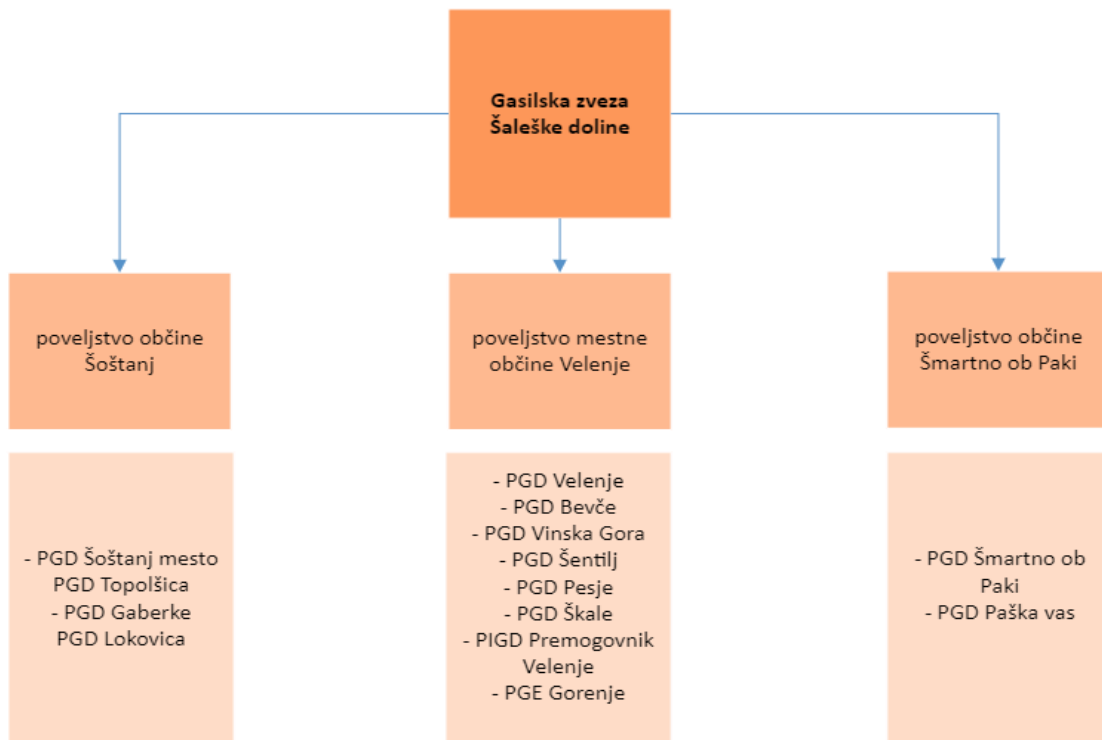 Gasilska zveza
Šaleške doline
poveljstvo občine
Šoštanj
poveljstvo mestne
občine Velenje
poveljstvo občine
Šmartno ob Paki
- PGD Šoštanj mesto
PGD Topolšica
- PGD Gaberke
PGD Lokovica
- PGD Velenje
- PGD Bevče
- PGD Vinska Gora
- PGD Šentilj
- PGD Pesje
- PGD Škale
- PIGD Premogovnik
Velenje
- PGE Gorenje
- PGD Šmartno ob
Paki
- PGD Paška vas